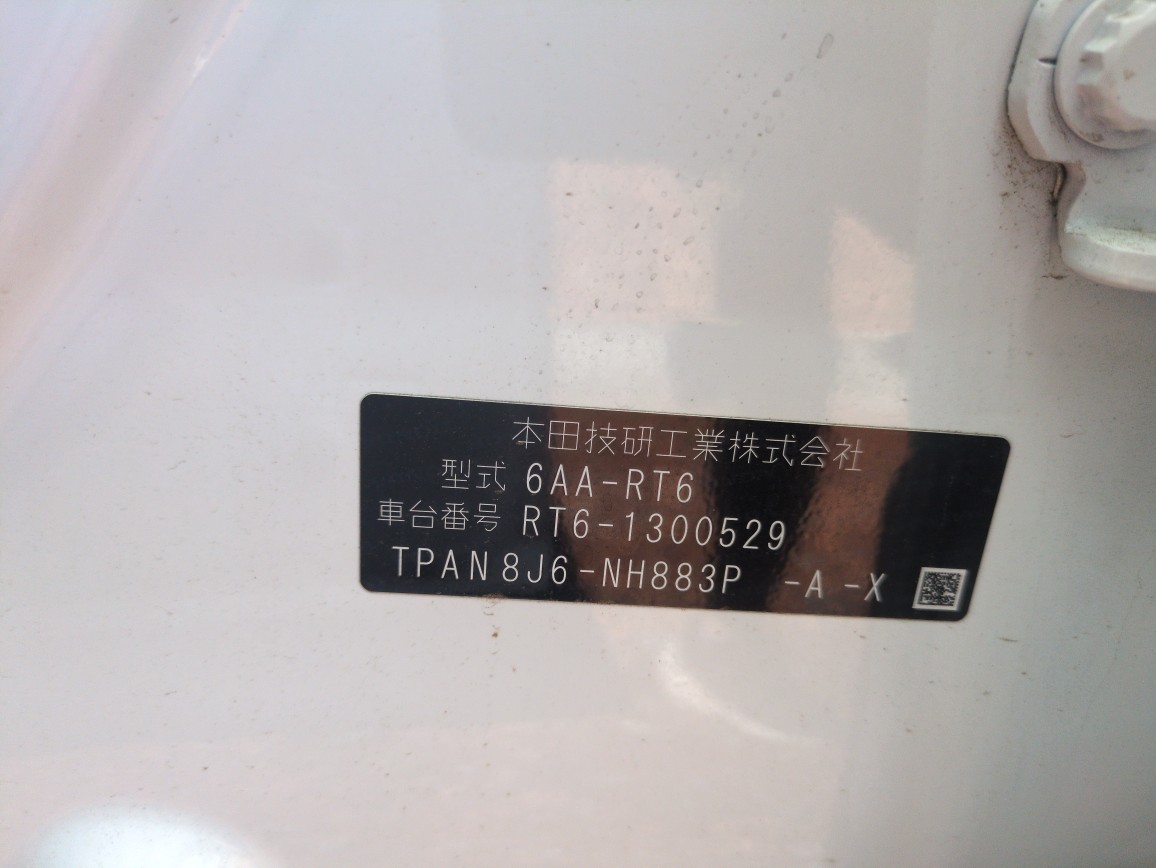 本田技研工業株式会社
型式 6AA-RT6
車台番号 RT6-1300529
TPAN8J6-NH883P -A -X